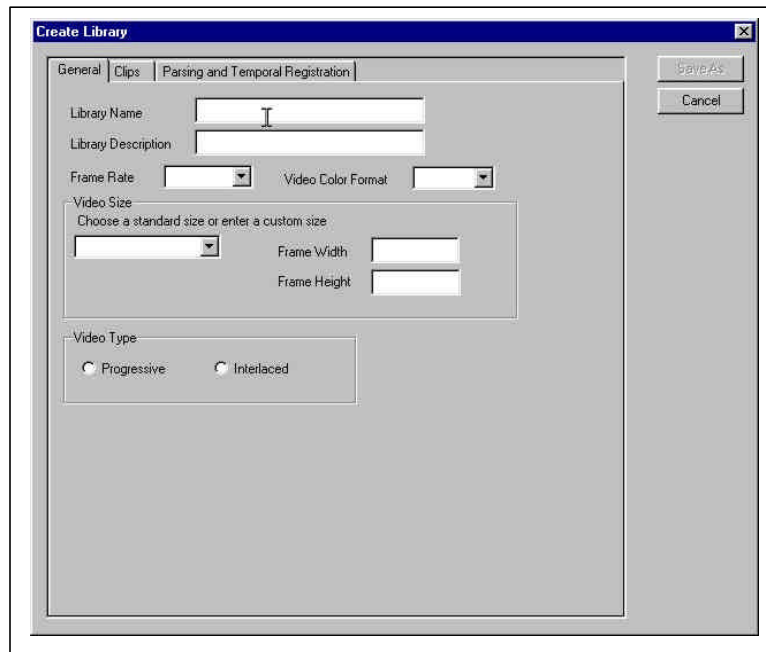 Create Library
General Clips Parsing and Temporal Registration
Save As
Cancel
Library Name
Library Description
Frame Rate Video Color Format
Video Size
Choose a standard size or enter a custom size
Frame Width
Frame Height
Video Type
Progressive Interlaced